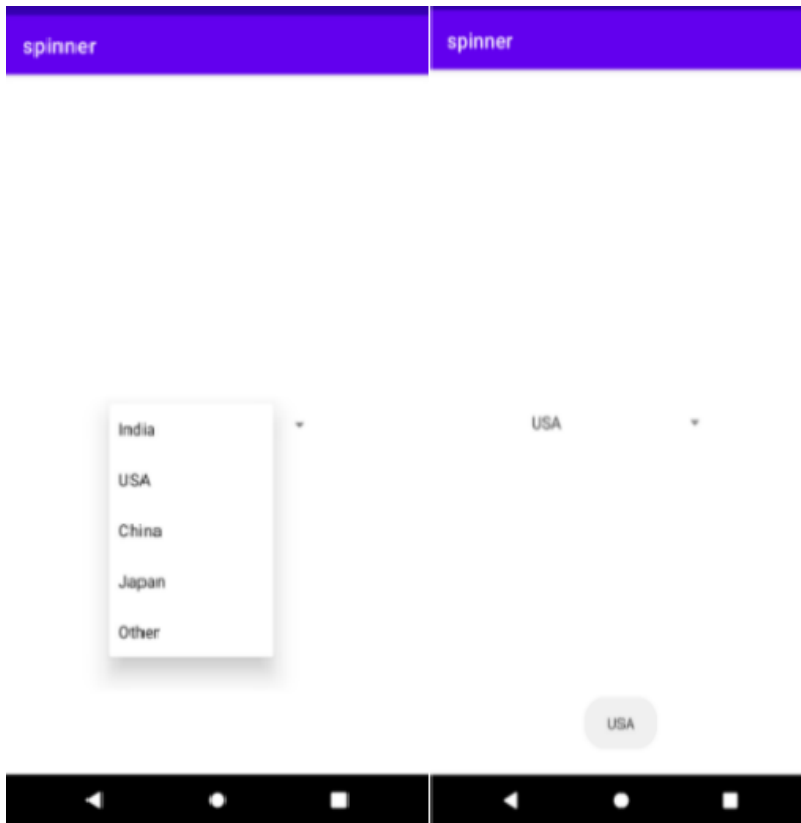 spinner
India
USA
China
Japan
Other
spinner
USA
USA